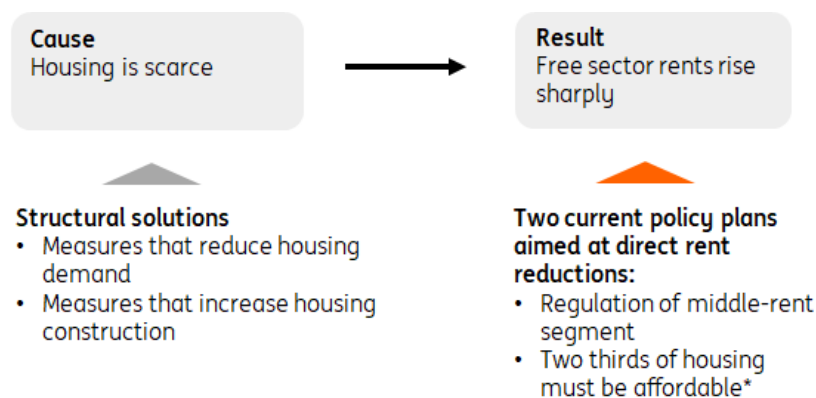 Cause
Housing is scarce
Result
Free sector rents rise
sharply
Structural solutions
• Measures that reduce housing
demand
• Measures that increase housing
construction
Two current policy plans
aimed at direct rent
reductions:
• Regulation of middle-rent
segment
• Two thirds of housing
must be affordable*